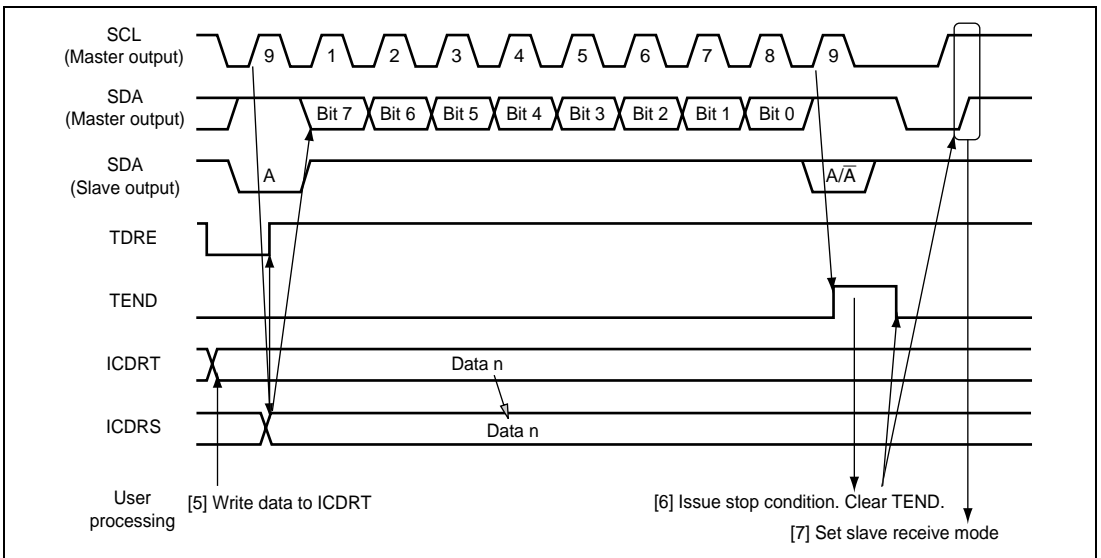 SCL
(Master output)
9 1 2 3 4 5 6 7 8 9
SDA
(Master output)
Bit 7 Bit 6 Bit 5 Bit 4 Bit 3 Bit 2 Bit 1 Bit 0
SDA
(Slave output)
A A/A̅
TDRE
TEND
ICDRT
Data n
ICDRS
Data n
User
processing
[5] Write data to ICDRT
[6] Issue stop condition. Clear TEND.
[7] Set slave receive mode